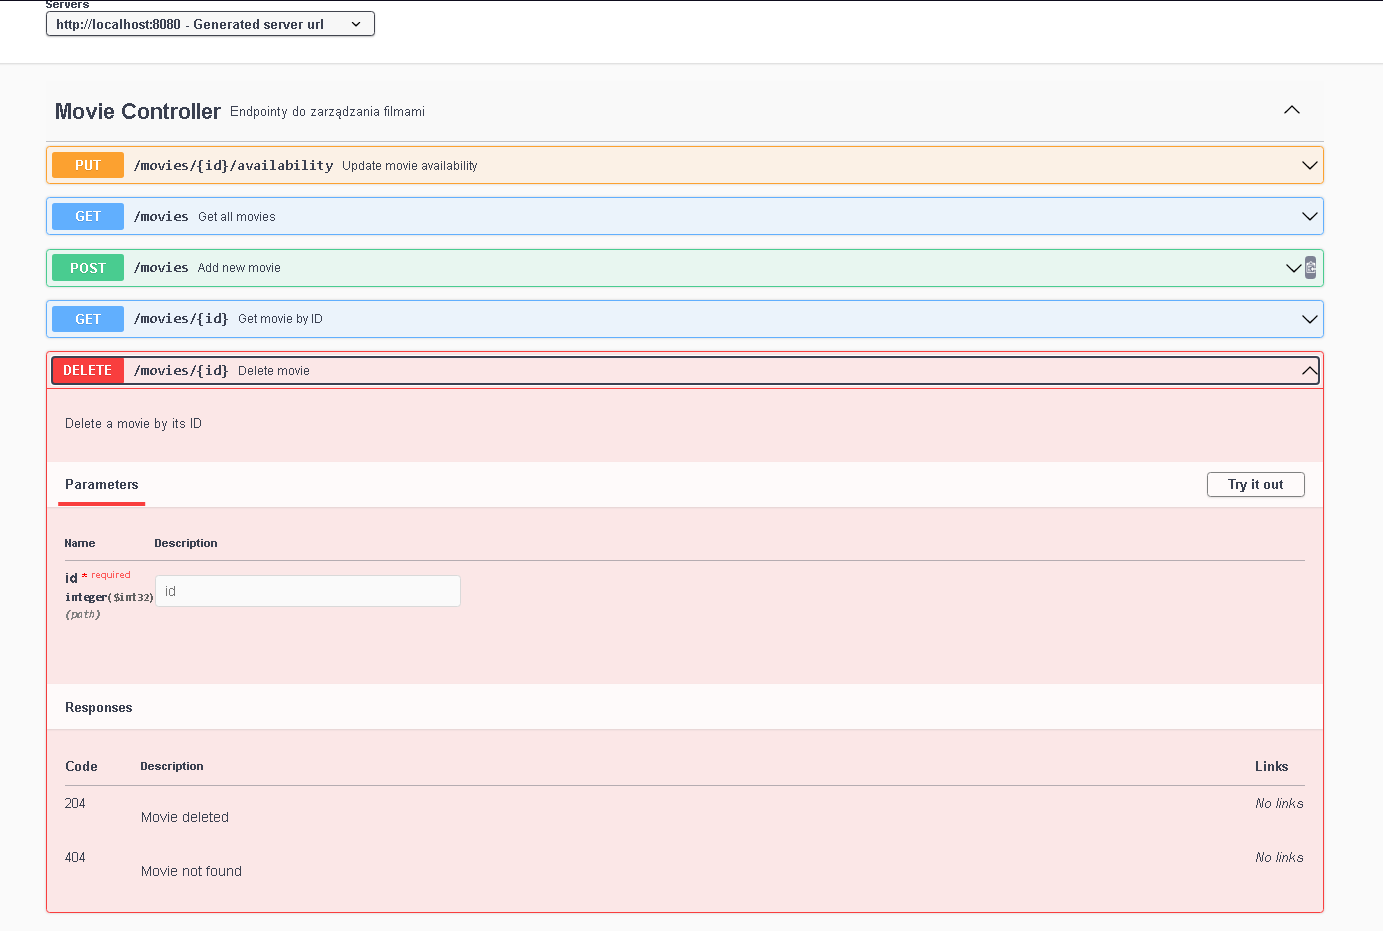 Servers
http://localhost:8080 - Generated server url
Movie Controller Endpointy do zarządzania filmami
PUT /movies/{id}/availability Update movie availability
GET /movies Get all movies
POST /movies Add new movie
GET /movies/{id} Get movie by ID
DELETE /movies/{id} Delete movie
Delete a movie by its ID
Parameters Try it out
Name Description
id * required
integer($int32)
(path)
id
Responses
Code Description Links
204 No links
Movie deleted
404 No links
Movie not found